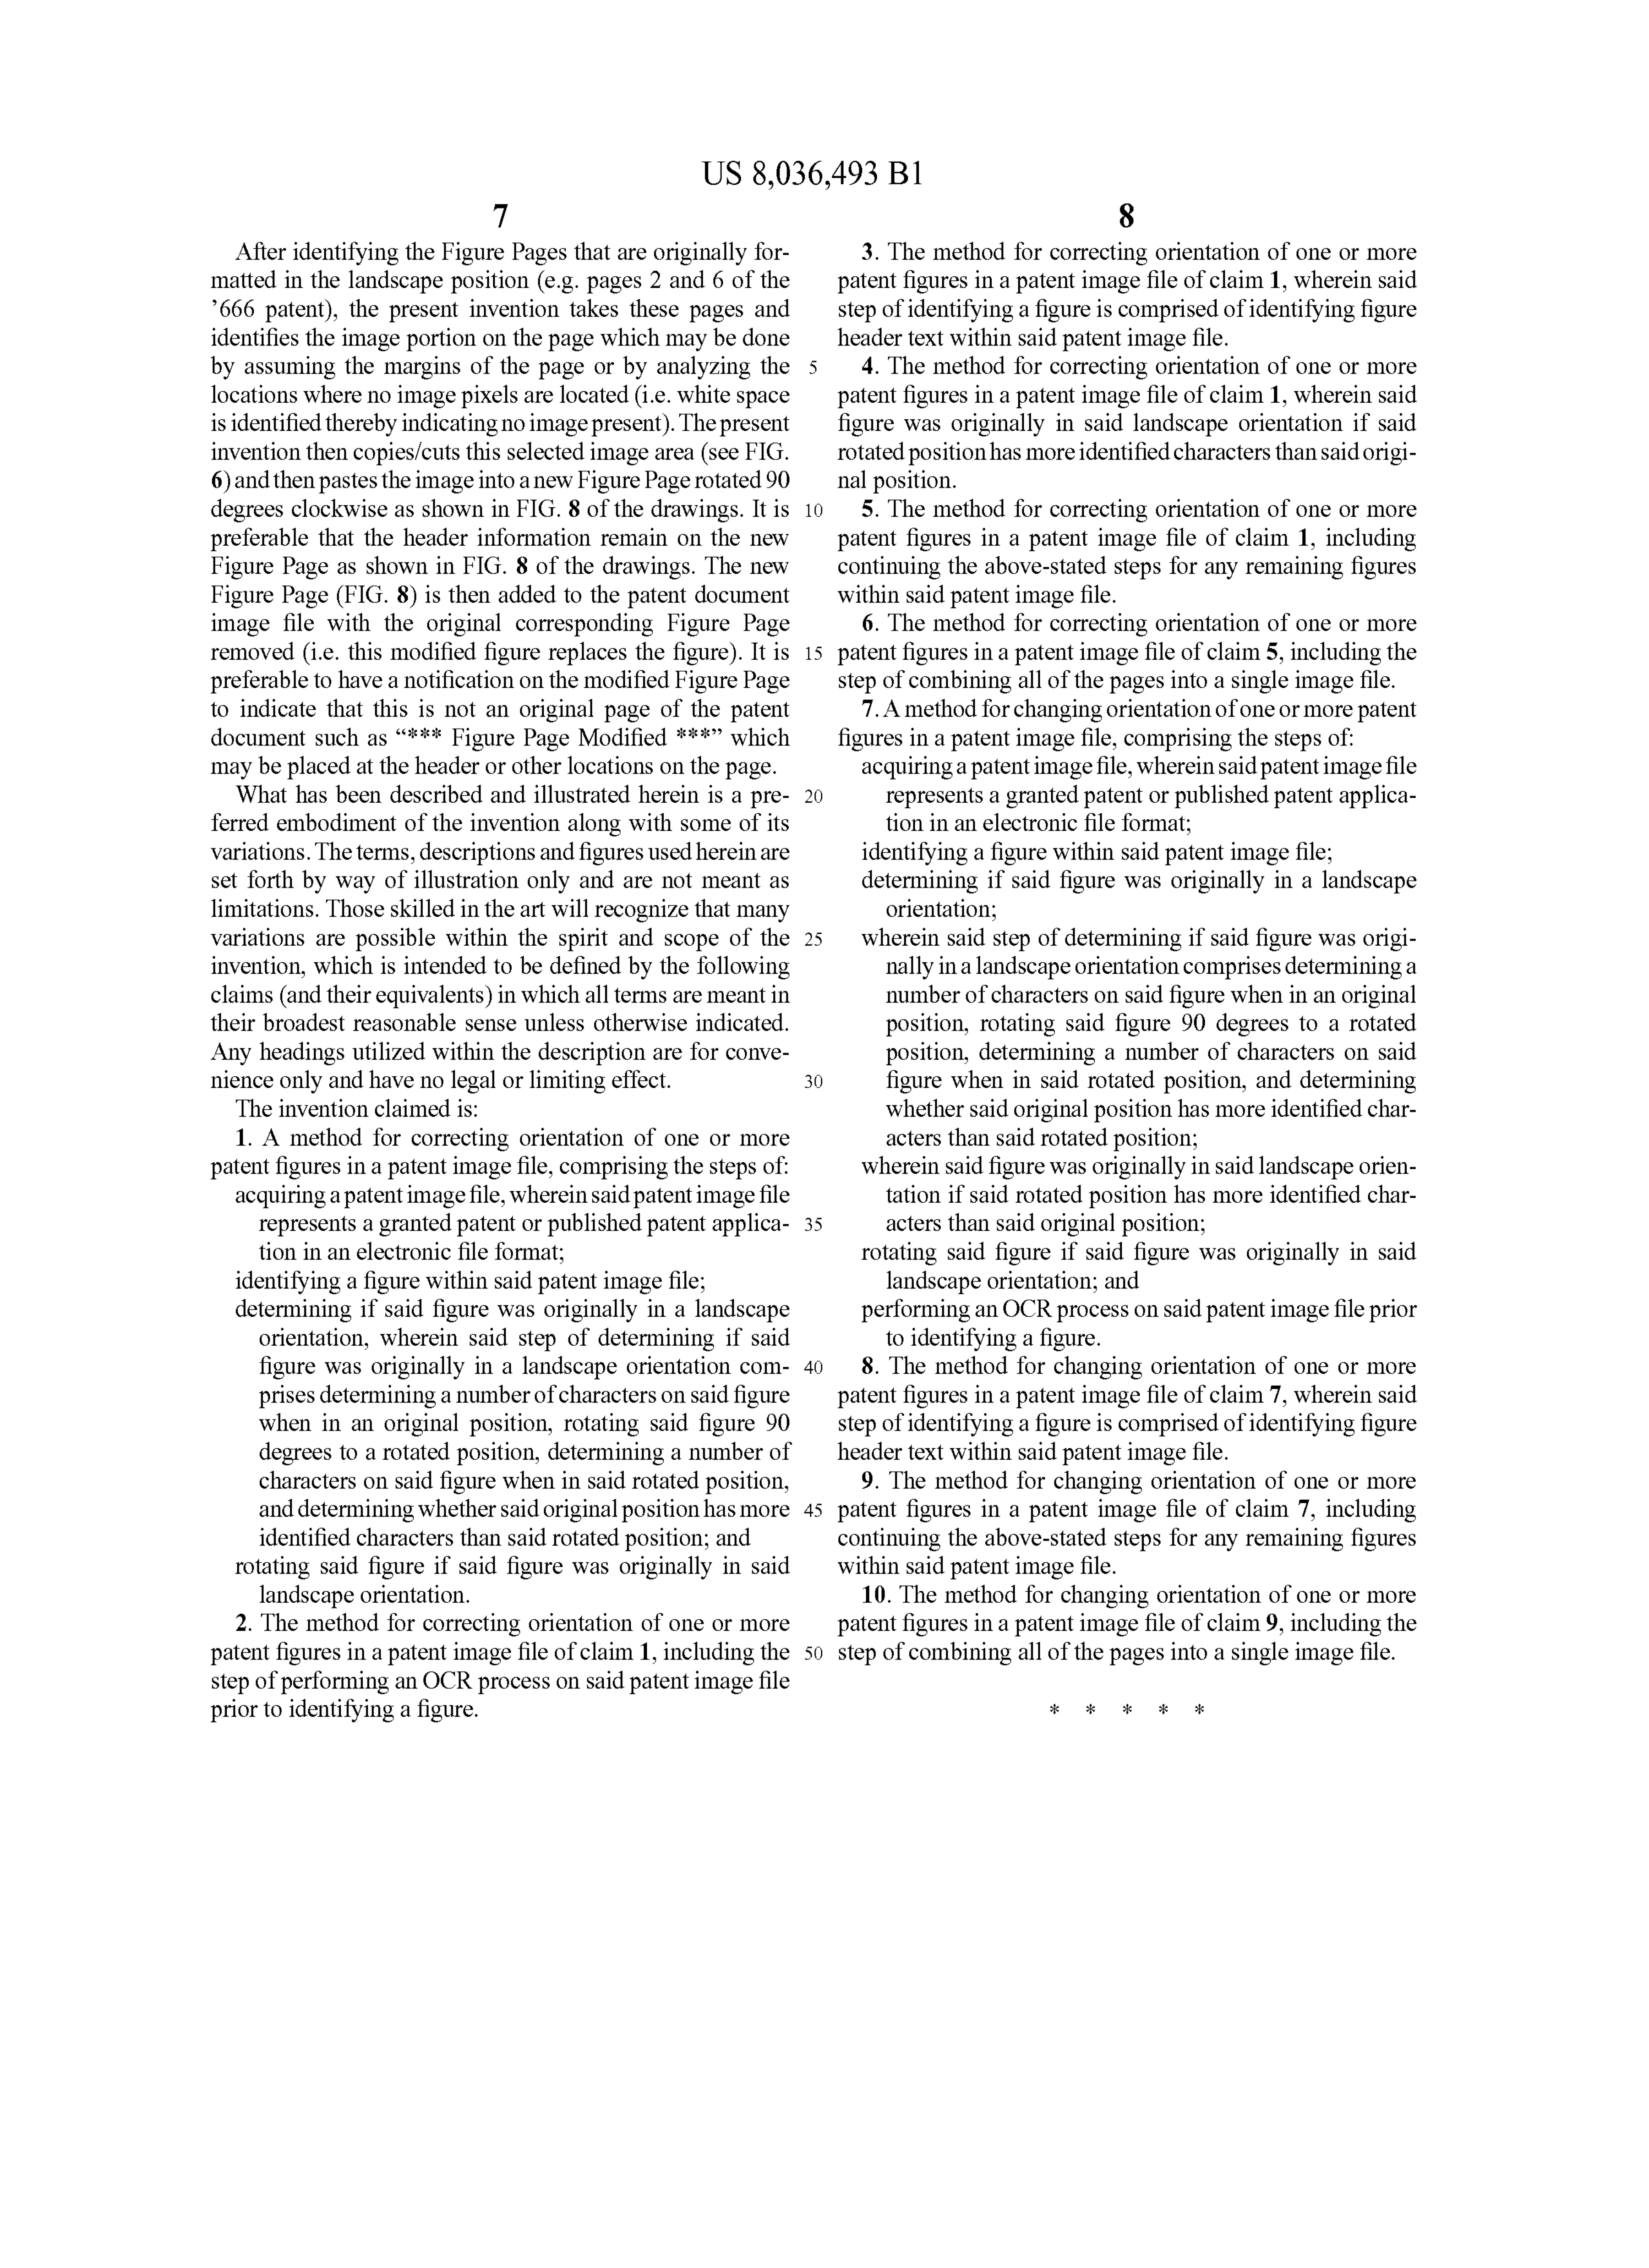 US 8,036,493 B1
7
After identifying the Figure Pages that are originally for-
matted in the landscape position (e.g. pages 2 and 6 of the
’666 patent), the present invention takes these pages and
identifies the image portion on the page which may be done
by assuming the margins of the page or by analyzing the
locations where no image pixels are located (i.e. white space
is identified thereby indicating no image present). The present
invention then copies/cuts this selected image area (see FIG.
6) and then pastes the image into a new Figure Page rotated 90
degrees clockwise as shown in FIG. 8 of the drawings. It is
preferable that the header information remain on the new
Figure Page as shown in FIG. 8 of the drawings. The new
Figure Page (FIG. 8) is then added to the patent document
image file with the original corresponding Figure Page
removed (i.e. this modified figure replaces the figure). It is
preferable to have a notification on the modified Figure Page
to indicate that this is not an original page of the patent
document such as “*** Figure Page Modified ***” which
may be placed at the header or other locations on the page.
What has been described and illustrated herein is a pre-
ferred embodiment of the invention along with some of its
variations. The terms, descriptions and figures used herein are
set forth by way of illustration only and are not meant as
limitations. Those skilled in the art will recognize that many
variations are possible within the spirit and scope of the
invention, which is intended to be defined by the following
claims (and their equivalents) in which all terms are meant in
their broadest reasonable sense unless otherwise indicated.
Any headings utilized within the description are for conve-
nience only and have no legal or limiting effect.
The invention claimed is:
1. A method for correcting orientation of one or more
patent figures in a patent image file, comprising the steps of:
acquiring a patent image file, wherein said patent image file
represents a granted patent or published patent applica-
tion in an electronic file format;
identifying a figure within said patent image file;
determining if said figure was originally in a landscape
orientation, wherein said step of determining if said
figure was originally in a landscape orientation com-
prises determining a number of characters on said figure
when in an original position, rotating said figure 90
degrees to a rotated position, determining a number of
characters on said figure when in said rotated position,
and determining whether said original position has more
identified characters than said rotated position; and
rotating said figure if said figure was originally in said
landscape orientation.
2. The method for correcting orientation of one or more
patent figures in a patent image file of claim 1, including the
step of performing an OCR process on said patent image file
prior to identifying a figure.
5
10
15
20
25
30
35
40
45
50
8
3. The method for correcting orientation of one or more
patent figures in a patent image file of claim 1, wherein said
step of identifying a figure is comprised of identifying figure
header text within said patent image file.
4. The method for correcting orientation of one or more
patent figures in a patent image file of claim 1, wherein said
figure was originally in said landscape orientation if said
rotated position has more identified characters than said origi-
nal position.
5. The method for correcting orientation of one or more
patent figures in a patent image file of claim 1, including
continuing the above-stated steps for any remaining figures
within said patent image file.
6. The method for correcting orientation of one or more
patent figures in a patent image file of claim 5, including the
step of combining all of the pages into a single image file.
7. A method for changing orientation of one or more patent
figures in a patent image file, comprising the steps of:
acquiring a patent image file, wherein said patent image file
represents a granted patent or published patent applica-
tion in an electronic file format;
identifying a figure within said patent image file;
determining if said figure was originally in a landscape
orientation;
wherein said step of determining if said figure was origi-
nally in a landscape orientation comprises determining a
number of characters on said figure when in an original
position, rotating said figure 90 degrees to a rotated
position, determining a number of characters on said
figure when in said rotated position, and determining
whether said original position has more identified char-
acters than said rotated position;
wherein said figure was originally in said landscape orien-
tation if said rotated position has more identified char-
acters than said original position;
rotating said figure if said figure was originally in said
landscape orientation; and
performing an OCR process on said patent image file prior
to identifying a figure.
8. The method for changing orientation of one or more
patent figures in a patent image file of claim 7, wherein said
step of identifying a figure is comprised of identifying figure
header text within said patent image file.
9. The method for changing orientation of one or more
patent figures in a patent image file of claim 7, including
continuing the above-stated steps for any remaining figures
within said patent image file.
10. The method for changing orientation of one or more
patent figures in a patent image file of claim 9, including the
step of combining all of the pages into a single image file.
* * * * *